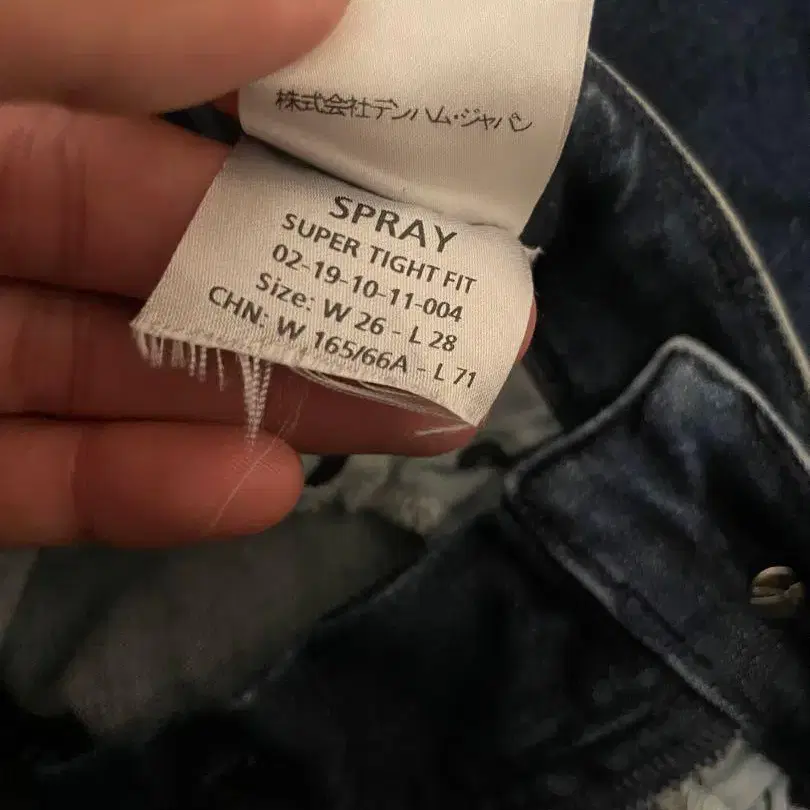 株式会社デンハム・ジャパン
SPRAY
SUPER TIGHT FIT
02-19-10-11-004
Size: W 26 - L 28
CHN: W 165/66A - L 71